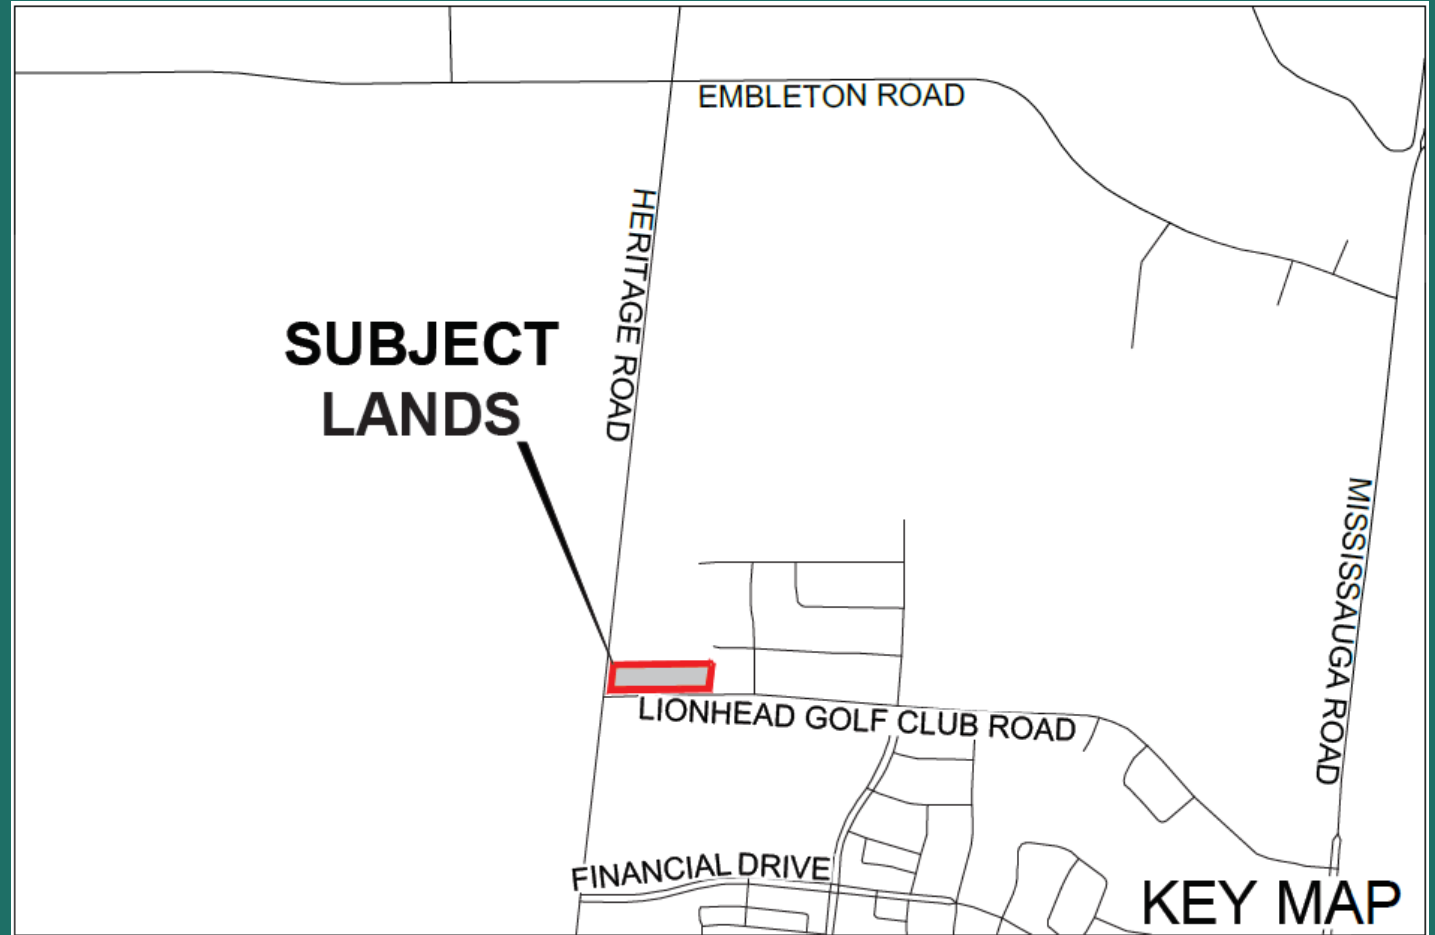 EMBLETON ROAD
HERITAGE ROAD
SUBJECT
LANDS
MISSISSAUGA ROAD
LIONHEAD GOLF CLUB ROAD
FINANCIAL DRIVE
KEY MAP